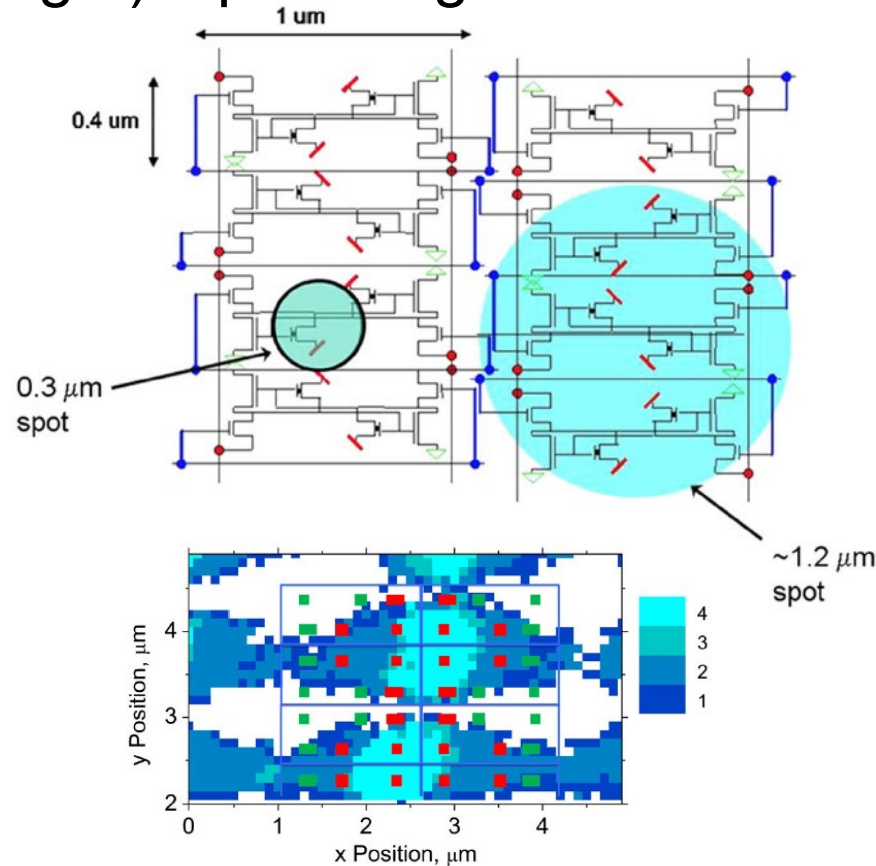 1 um
0.4 um
0.3 μm
spot
~1.2 μm
spot
y Position, μm
4
3
2
0
1
2
3
4
x Position, μm
4
3
2
1